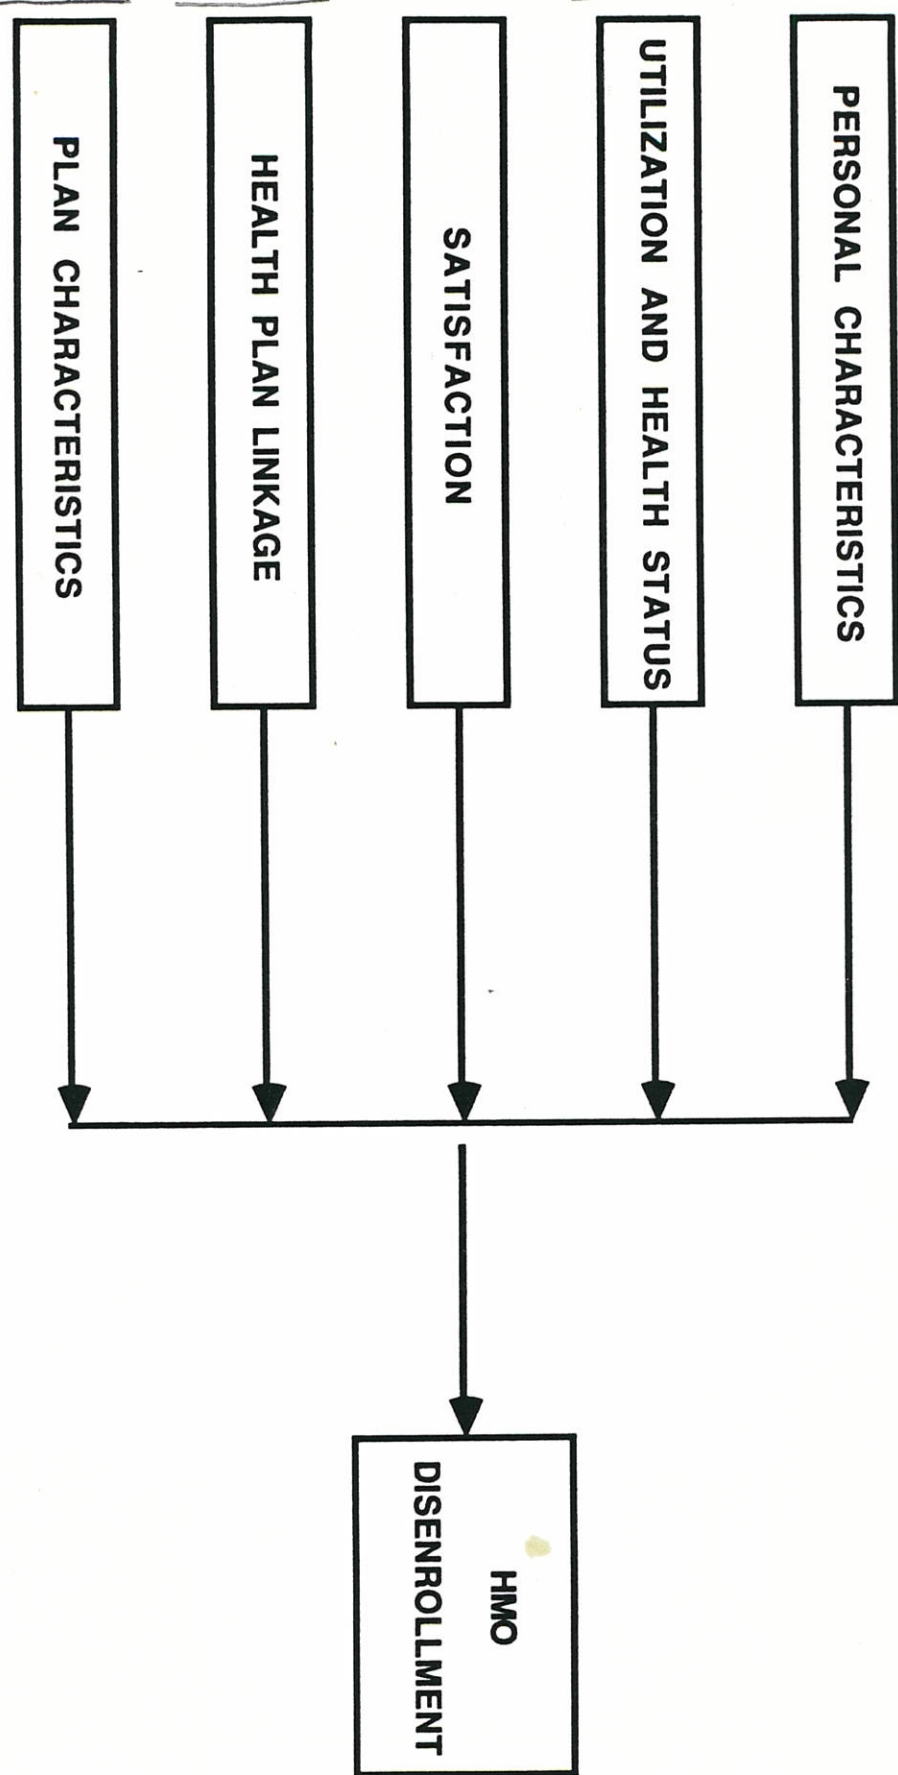 PERSONAL CHARACTERISTICS
UTILIZATION AND HEALTH STATUS
SATISFACTION
HEALTH PLAN LINKAGE
PLAN CHARACTERISTICS
HMO
DISENROLLMENT